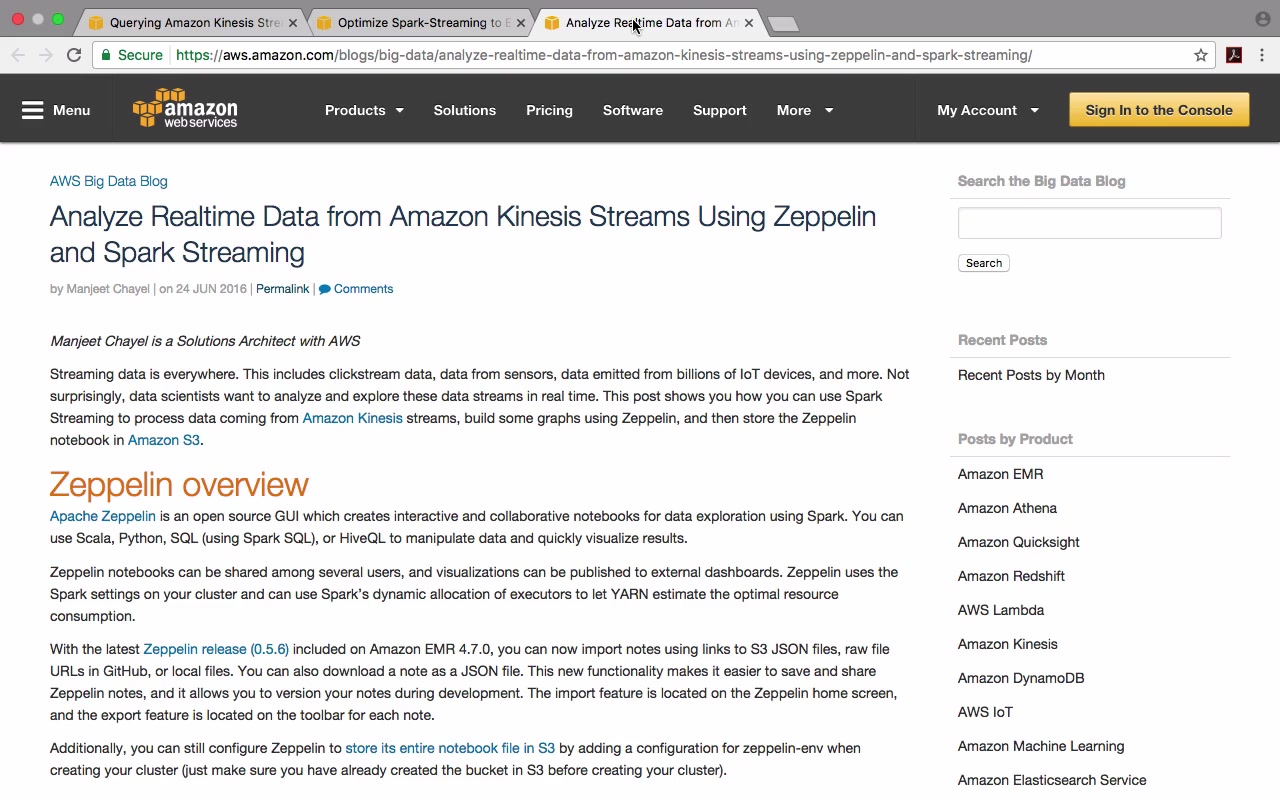 Querying Amazon Kinesis Stre
Optimize Spark-Streaming to E
Analyze Realtime Data from Am
Secure
https://aws.amazon.com/blogs/big-data/analyze-realtime-data-from-amazon-kinesis-streams-using-zeppelin-and-spark-streaming/
Menu
amazon
web services
Products
Solutions
Pricing
Software
Support
More
My Account
Sign In to the Console
AWS Big Data Blog
Analyze Realtime Data from Amazon Kinesis Streams Using Zeppelin
and Spark Streaming
by Manjeet Chayel | on 24 JUN 2016 | Permalink | Comments
Manjeet Chayel is a Solutions Architect with AWS
Streaming data is everywhere. This includes clickstream data, data from sensors, data emitted from billions of IoT devices, and more. Not
surprisingly, data scientists want to analyze and explore these data streams in real time. This post shows you how you can use Spark
Streaming to process data coming from Amazon Kinesis streams, build some graphs using Zeppelin, and then store the Zeppelin
notebook in Amazon S3.
Zeppelin overview
Apache Zeppelin is an open source GUI which creates interactive and collaborative notebooks for data exploration using Spark. You can
use Scala, Python, SQL (using Spark SQL), or HiveQL to manipulate data and quickly visualize results.
Zeppelin notebooks can be shared among several users, and visualizations can be published to external dashboards. Zeppelin uses the
Spark settings on your cluster and can use Spark's dynamic allocation of executors to let YARN estimate the optimal resource
consumption.
With the latest Zeppelin release (0.5.6) included on Amazon EMR 4.7.0, you can now import notes using links to S3 JSON files, raw file
URLs in GitHub, or local files. You can also download a note as a JSON file. This new functionality makes it easier to save and share
Zeppelin notes, and it allows you to version your notes during development. The import feature is located on the Zeppelin home screen,
and the export feature is located on the toolbar for each note.
Additionally, you can still configure Zeppelin to store its entire notebook file in S3 by adding a configuration for zeppelin-env when
creating your cluster (just make sure you have already created the bucket in S3 before creating your cluster).
Search the Big Data Blog
Search
Recent Posts
Recent Posts by Month
Posts by Product
Amazon EMR
Amazon Athena
Amazon Quicksight
Amazon Redshift
AWS Lambda
Amazon Kinesis
Amazon DynamoDB
AWS IoT
Amazon Machine Learning
Amazon Elasticsearch Service